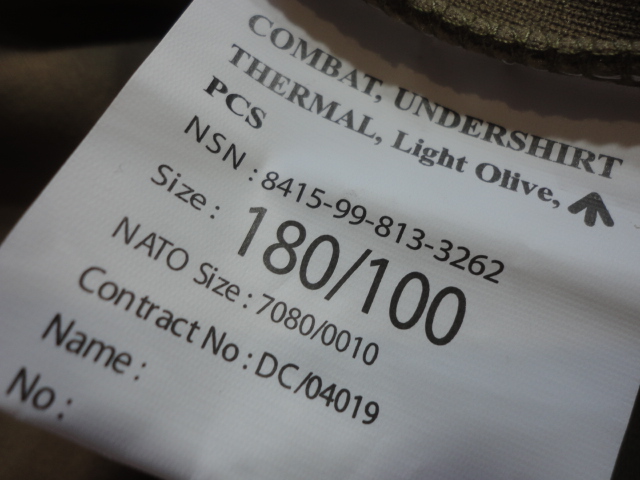 COMBAT, UNDERSHIRT
THERMAL, Light Olive,
PCS
NSN : 8415-99-813-3262
Size : 180/100
NATO Size : 7080/0010
Contract No : DC/04019
Name :
No :